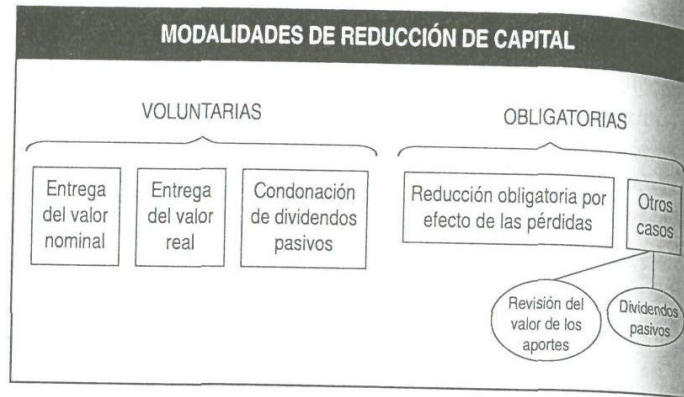 MODALIDADES DE REDUCCIÓN DE CAPITAL
VOLUNTARIAS
OBLIGATORIAS
Entrega
del valor
nominal
Entrega
del valor
real
Condonación
de dividendos
pasivos
Reducción obligatoria por
efecto de las pérdidas
Otros
casos
Revisión del
valor de los
aportes
Dividendos
pasivos